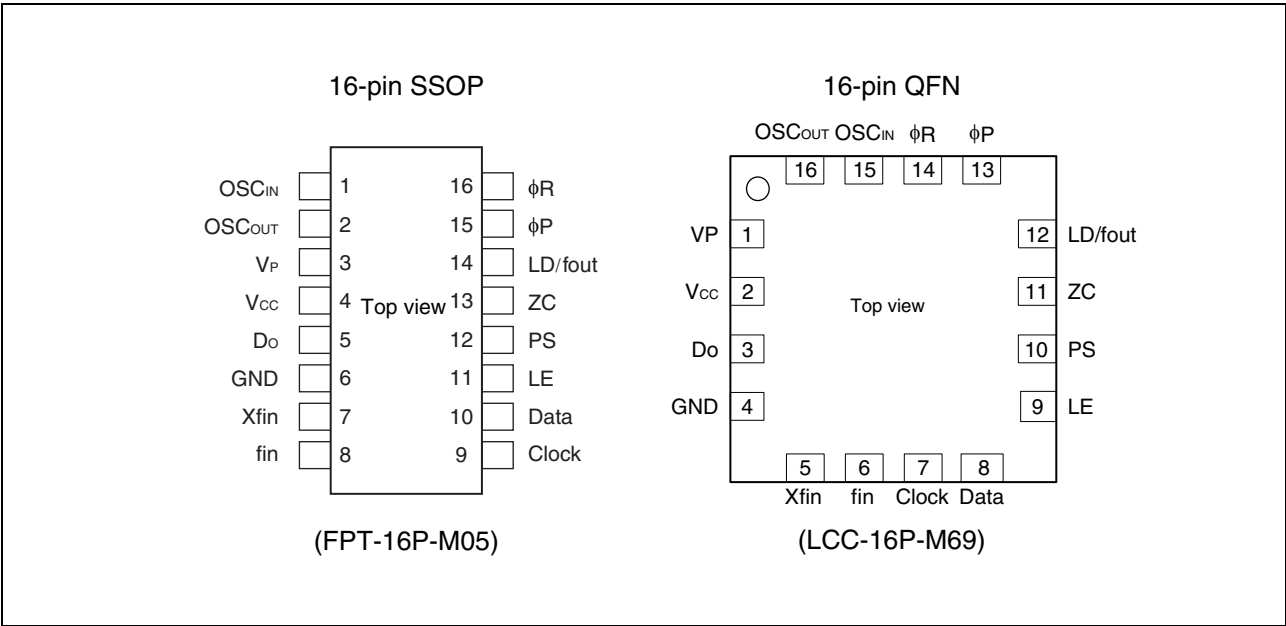 16-pin SSOP
OSCIN 1 16 ϕR
OSCOUT 2 15 ϕP
VP 3 14 LD/fout
VCC 4 Top view 13 ZC
DO 5 12 PS
GND 6 11 LE
Xfin 7 10 Data
fin 8 9 Clock
(FPT-16P-M05)
16-pin QFN
OSCOUT OSCIN ϕR ϕP
16 15 14 13
VP 1 12 LD/fout
VCC 2 Top view 11 ZC
Do 3 10 PS
GND 4 9 LE
5 6 7 8
Xfin fin Clock Data
(LCC-16P-M69)